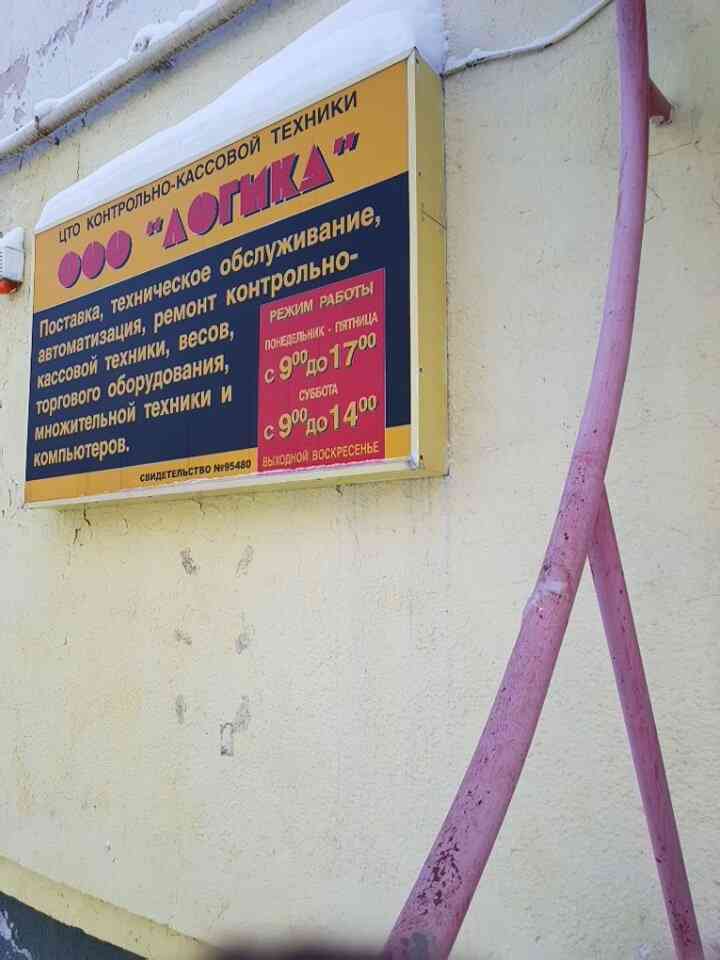 ЦТО КОНТРОЛЬНО-КАССОВОЙ ТЕХНИКИ
ООО "ЛОГИКА"
Поставка, техническое обслуживание,
автоматизация, ремонт контрольно-
кассовой техники, весов,
торгового оборудования,
множительной техники и
компьютеров.
РЕЖИМ РАБОТЫ
ПОНЕДЕЛЬНИК - ПЯТНИЦА
С 9⁰⁰ ДО 17⁰⁰
СУББОТА
С 9⁰⁰ ДО 14⁰⁰
ВЫХОДНОЙ ВОСКРЕСЕНЬЕ
СВИДЕТЕЛЬСТВО №95480